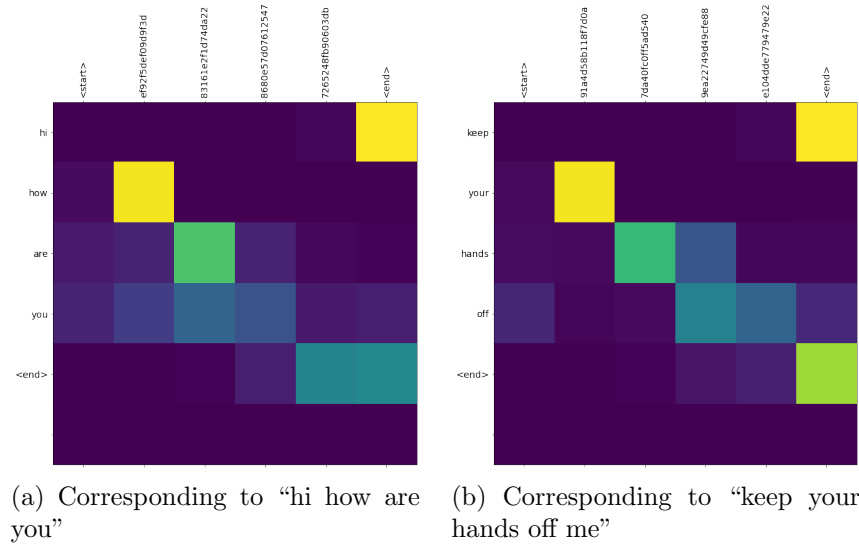 <start>
ef92f5def09d9f3d
83161e2f1d74da22
8680e57d07612547
7265248fb90603db
<end>
hi
how
are
you
<end>
(a) Corresponding to “hi how are
you”
<start>
91a4d58b118f7d0a
7da40fc0ff5ad540
9ea22749d49cfe88
e104dde779479e22
<end>
keep
your
hands
off
<end>
(b) Corresponding to “keep your
hands off me”